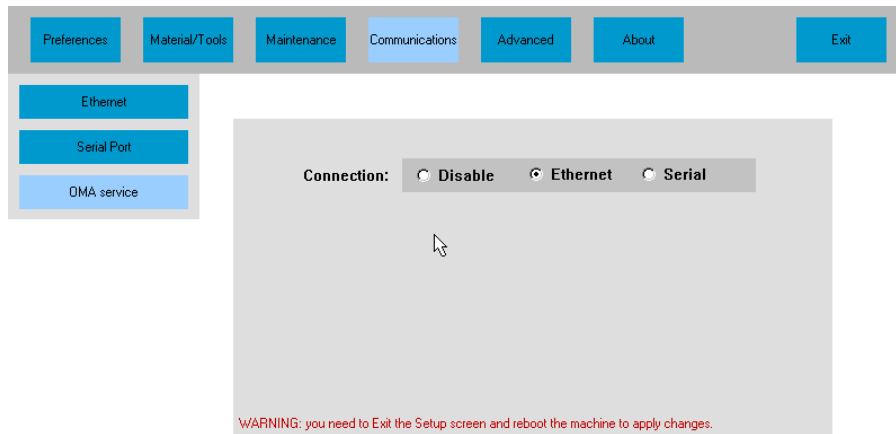 Preferences Material/Tools Maintenance Communications Advanced About Exit
Ethernet
Serial Port
OMA service
Connection: Disable Ethernet Serial
WARNING: you need to Exit the Setup screen and reboot the machine to apply changes.